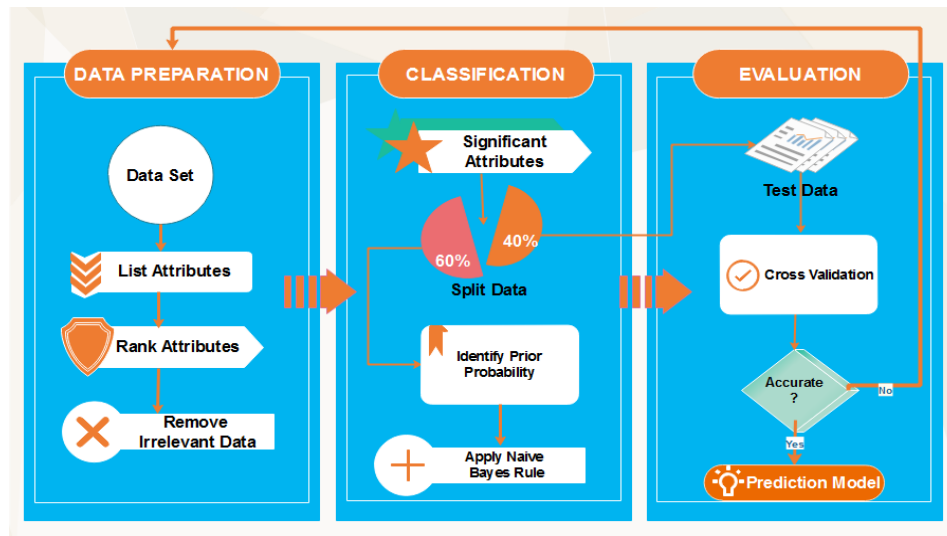 DATA PREPARATION
Data Set
List Attributes
Rank Attributes
Remove
Irrelevant Data
CLASSIFICATION
Significant
Attributes
60%
40%
Split Data
Identify Prior
Probability
Apply Naive
Bayes Rule
EVALUATION
Test Data
Cross Validation
Accurate
?
No
Yes
Prediction Model